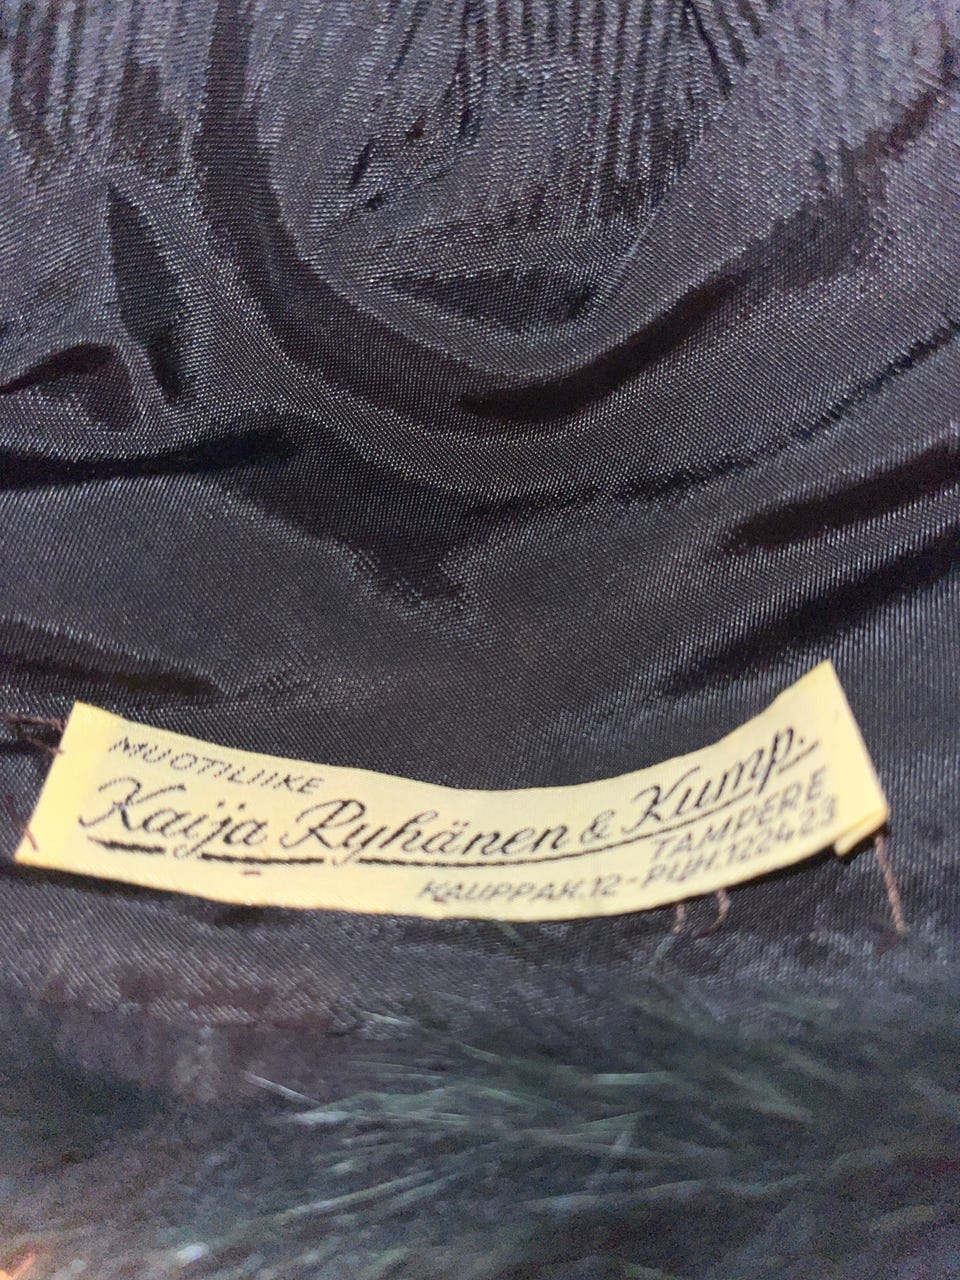 MUOTILIIKE
Kaija Ryhänen & Kump.
TAMPERE
KAUPPAK.12-PUH.122423